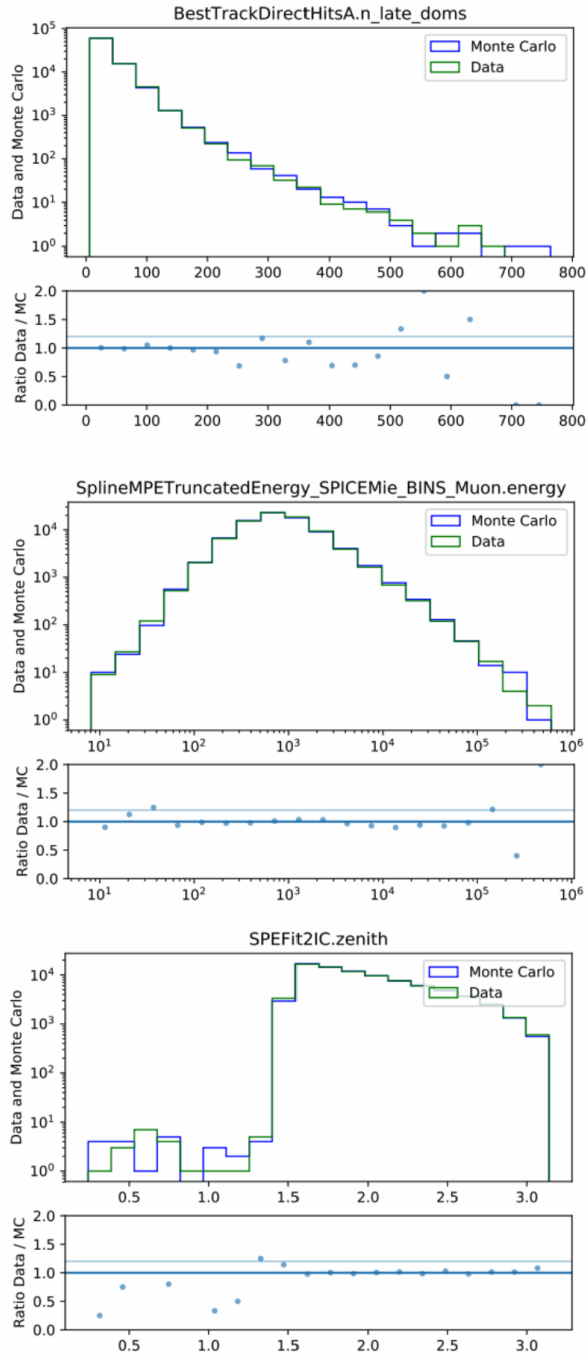 BestTrackDirectHitsA.n_late_doms
Data and Monte Carlo
10^5
10^4
10^3
10^2
10^1
10^0
Monte Carlo
Data
0 100 200 300 400 500 600 700 800
Ratio Data / MC
2.0
1.5
1.0
0.5
0.0
0 100 200 300 400 500 600 700 800
SplineMPETruncatedEnergy_SPICEMie_BINS_Muon.energy
Data and Monte Carlo
10^4
10^3
10^2
10^1
10^0
Monte Carlo
Data
10^1 10^2 10^3 10^4 10^5 10^6
Ratio Data / MC
2.0
1.5
1.0
0.5
0.0
10^1 10^2 10^3 10^4 10^5 10^6
SPEFit2IC.zenith
Data and Monte Carlo
10^4
10^3
10^2
10^1
10^0
Monte Carlo
Data
0.5 1.0 1.5 2.0 2.5 3.0
Ratio Data / MC
2.0
1.5
1.0
0.5
0.0
0.5 1.0 1.5 2.0 2.5 3.0